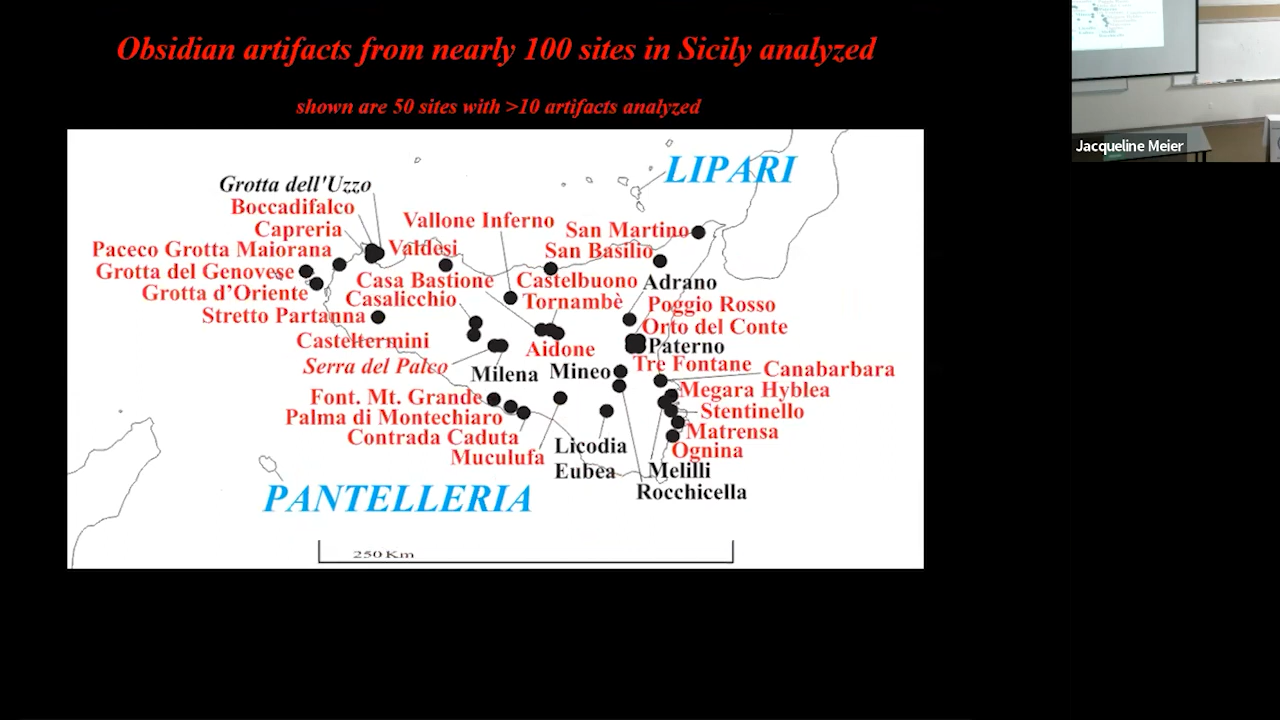 Obsidian artifacts from nearly 100 sites in Sicily analyzed
shown are 50 sites with >10 artifacts analyzed
Jacqueline Meier
LIPARI
Grotta dell'Uzzo
Boccadifalco
Capreria
Vallone Inferno
San Martino
Paceco Grotta Maiorana
Valdesi
San Basilio
Grotta del Genovese
Casa Bastione
Castelbuono
Adrano
Grotta d'Oriente
Casalicchio
Tornambè
Poggio Rosso
Stretto Partanna
Orto del Conte
Casteltermini
Aidone
Paterno
Serra del Palco
Milena
Mineo
Tre Fontane
Canabarbara
Font. Mt. Grande
Megara Hyblea
Palma di Montechiaro
Stentinello
Contrada Caduta
Matrensa
Muculufa
Licodia
Eubea
Ognina
Melilli
Rocchicella
PANTELLERIA
250 Km